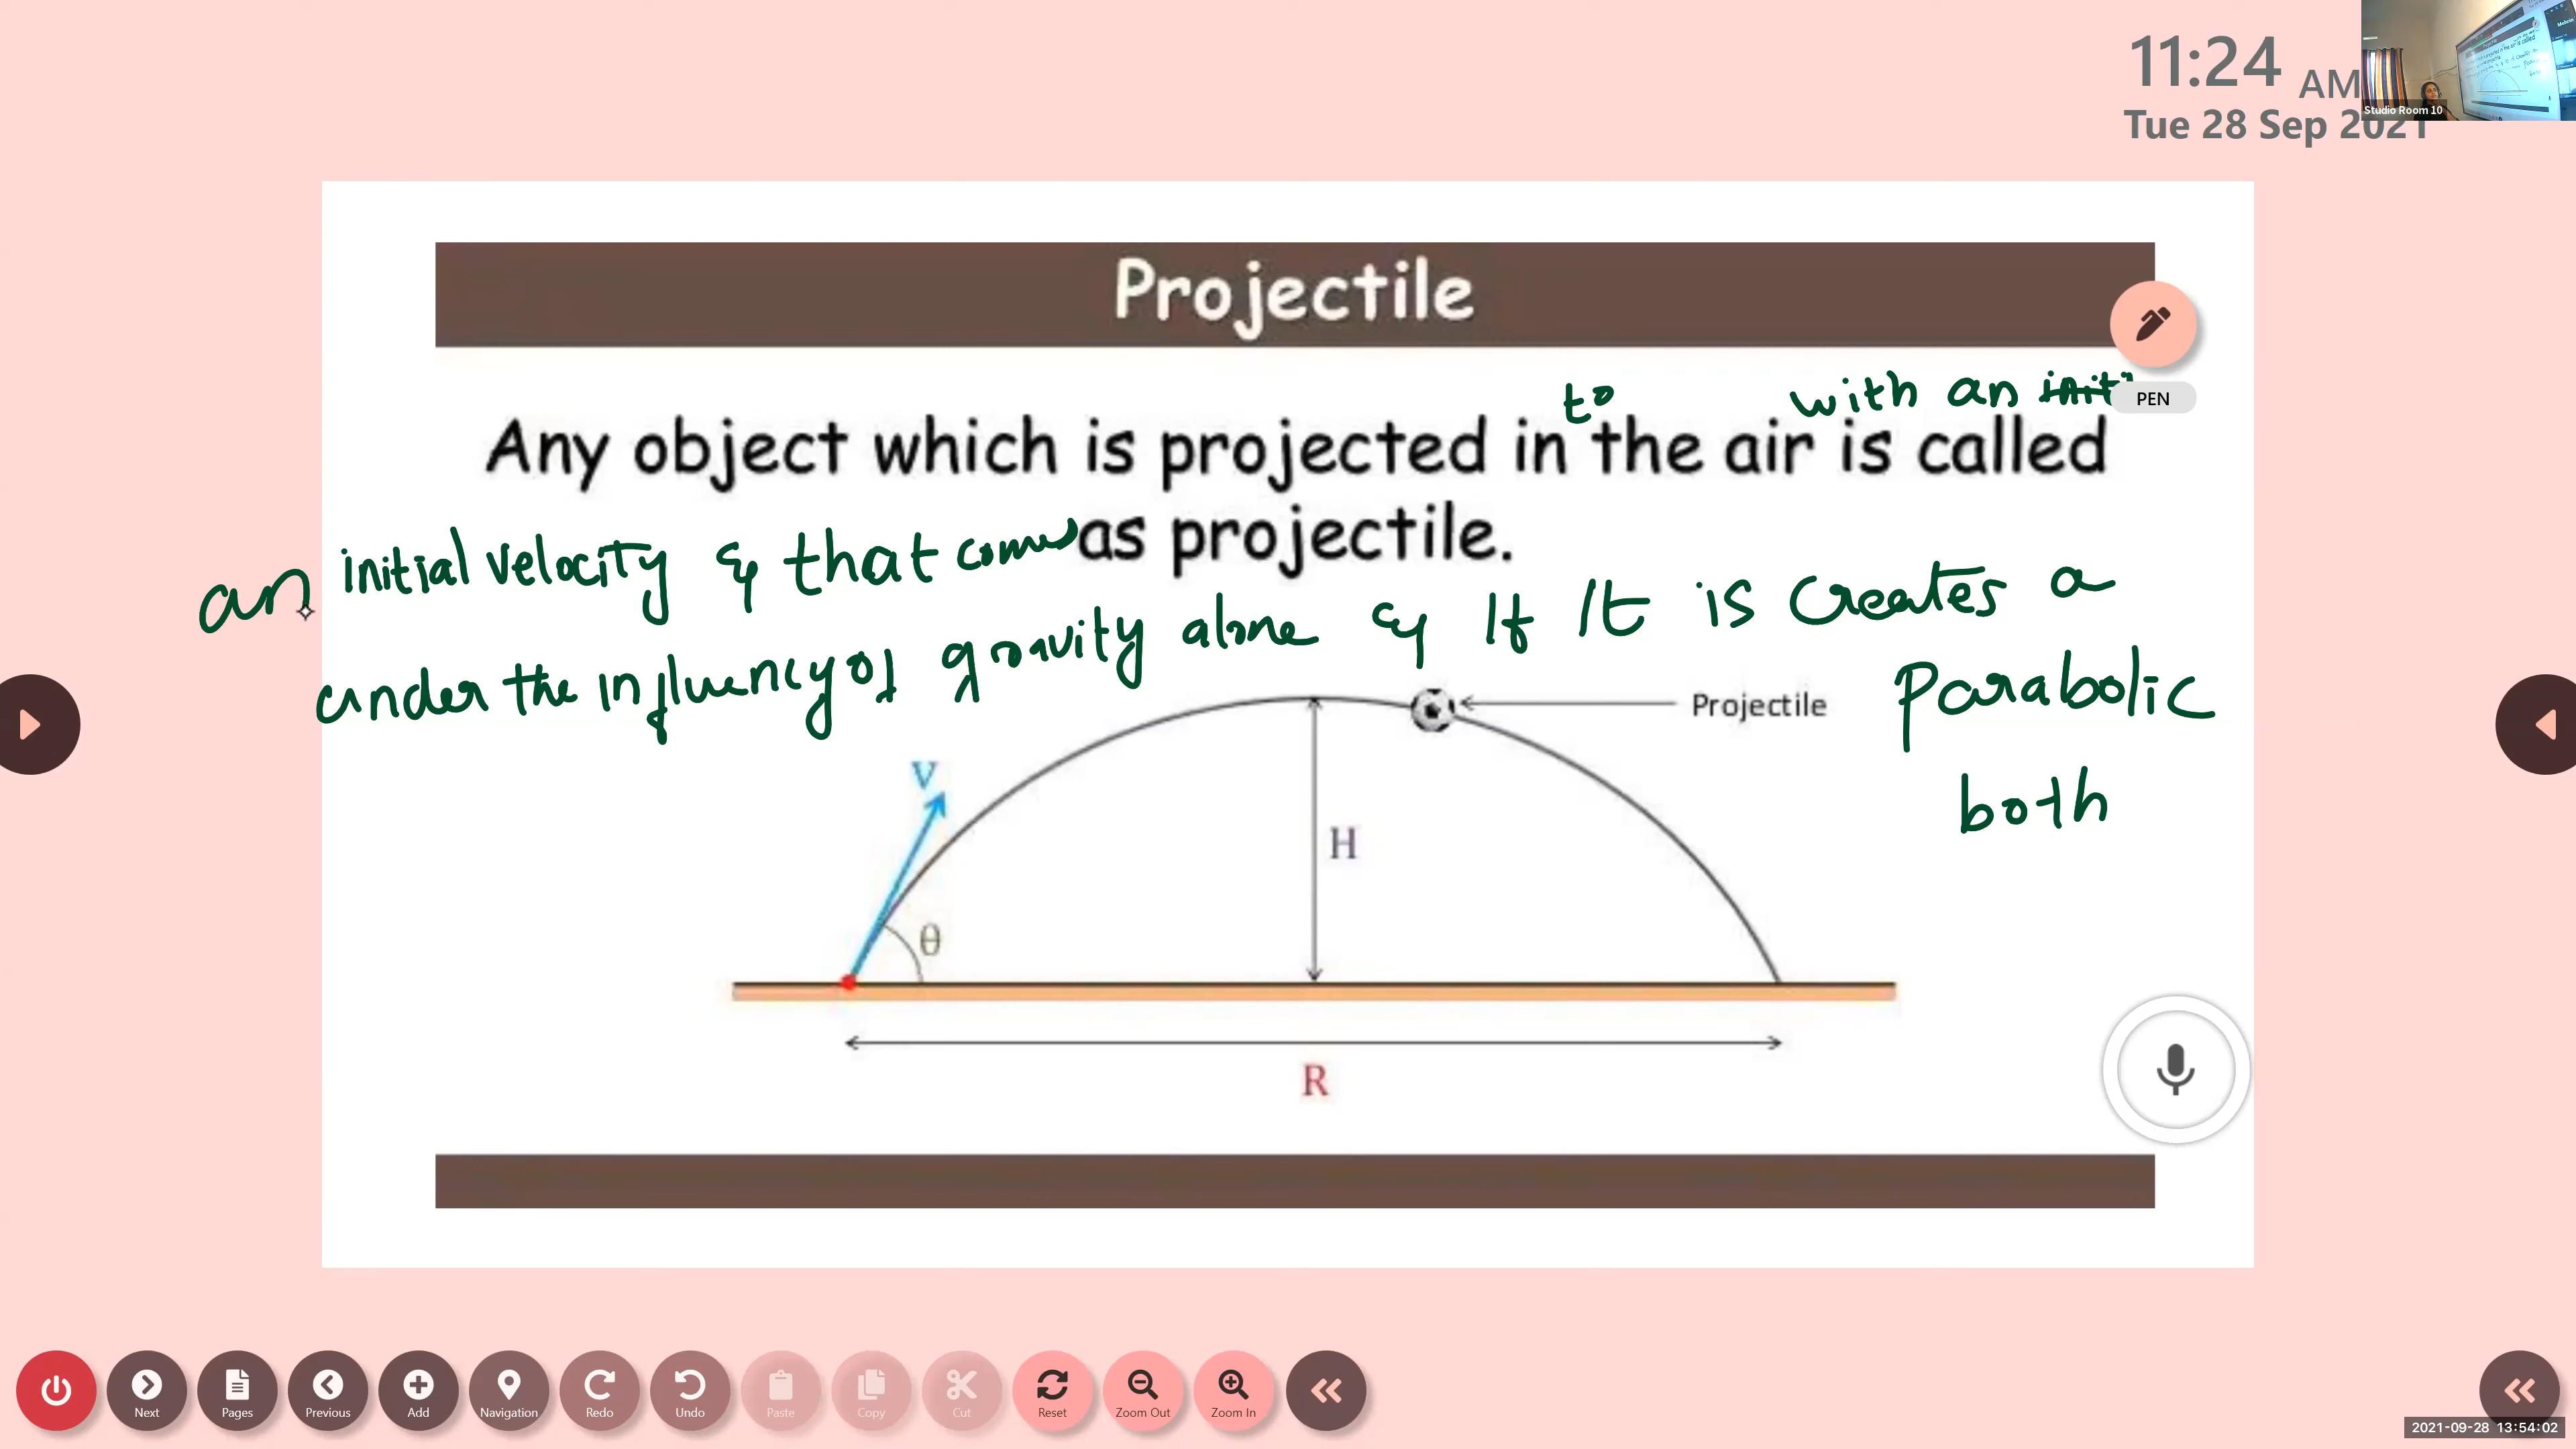 11:24 AM
Tue 28 Sep 2021
Studio Room 10
Projectile
to with an initi
PEN
Any object which is projected in the air is called
as projectile.
an initial velocity & that comes
under the influency of gravity alone & If It is creates a
parabolic
both
Projectile
V
H
θ
R
Next
Pages
Previous
Add
Navigation
Redo
Undo
Paste
Copy
Cut
Reset
Zoom Out
Zoom In
2021-09-28 13:54:02